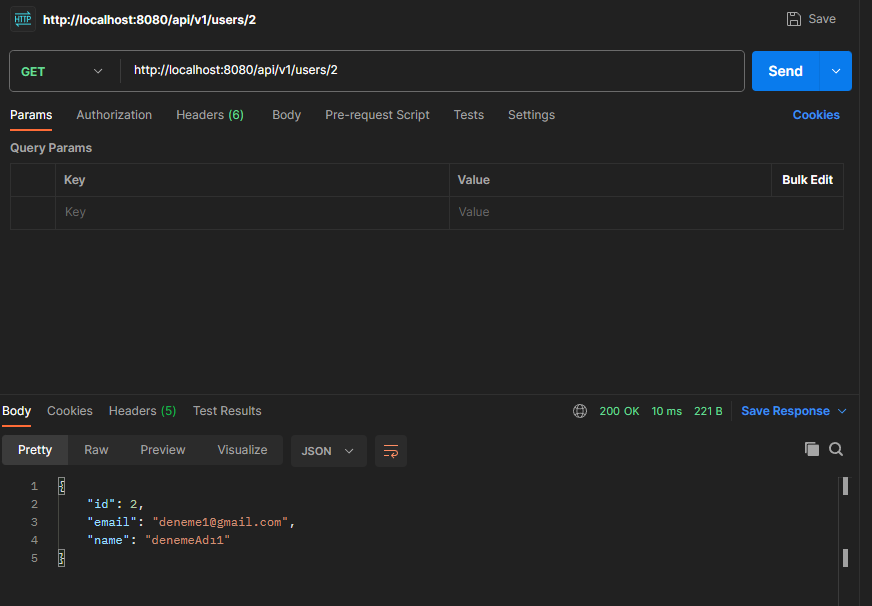 HTTP http://localhost:8080/api/v1/users/2 Save
GET http://localhost:8080/api/v1/users/2 Send
Params Authorization Headers (6) Body Pre-request Script Tests Settings Cookies
Query Params
Key Value Bulk Edit
Key Value
Body Cookies Headers (5) Test Results 200 OK 10 ms 221 B Save Response
Pretty Raw Preview Visualize JSON
1 {
2 "id": 2,
3 "email": "deneme1@gmail.com",
4 "name": "denemeAdı1"
5 }